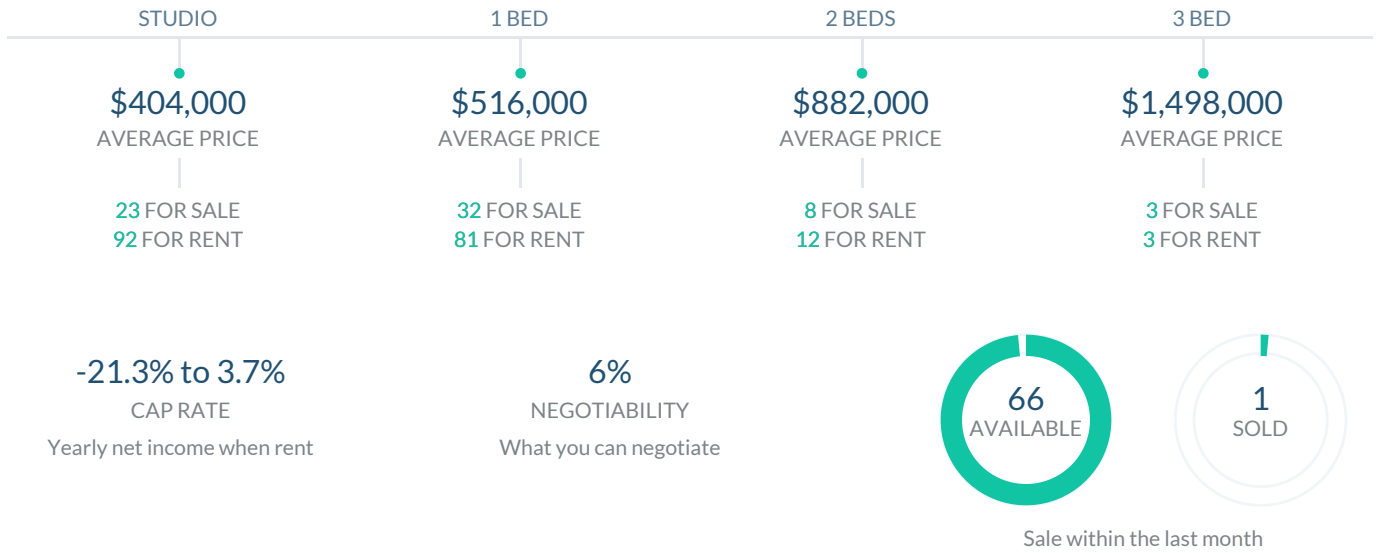 STUDIO
1 BED
2 BEDS
3 BED
$404,000
$516,000
$882,000
$1,498,000
AVERAGE PRICE
AVERAGE PRICE
AVERAGE PRICE
AVERAGE PRICE
23 FOR SALE
32 FOR SALE
8 FOR SALE
3 FOR SALE
92 FOR RENT
81 FOR RENT
12 FOR RENT
3 FOR RENT
-21.3% to 3.7%
CAP RATE
Yearly net income when rent
6%
NEGOTIABILITY
What you can negotiate
66
AVAILABLE
1
SOLD
Sale within the last month